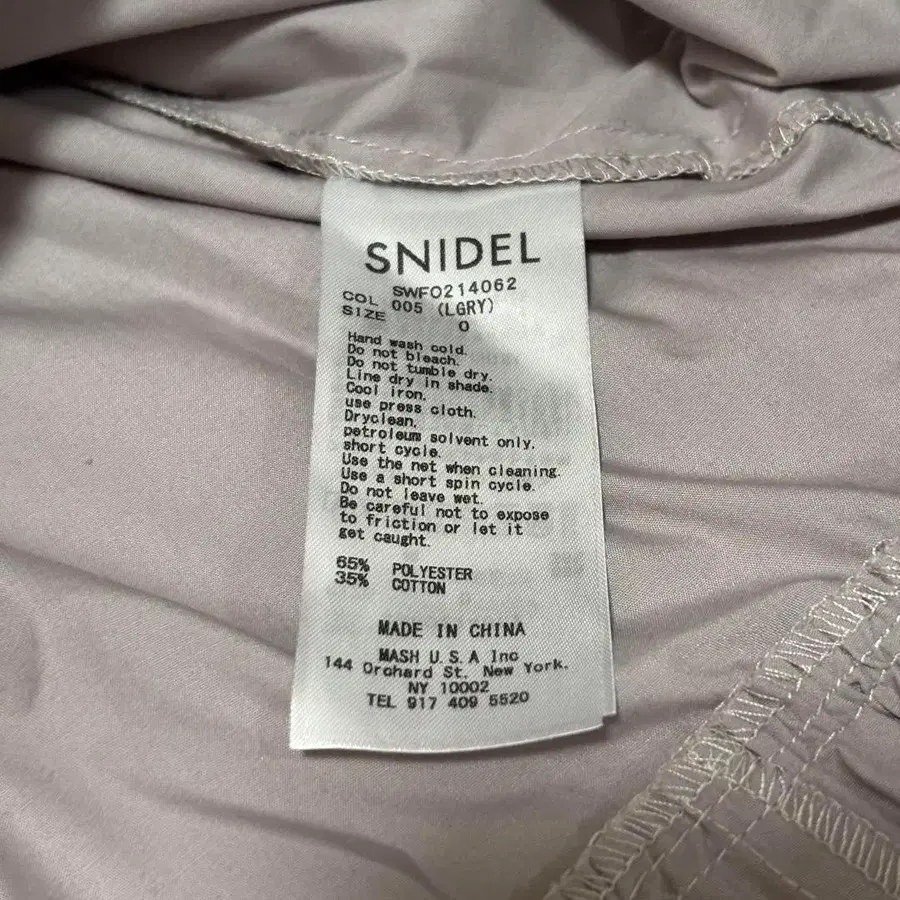 SNIDEL
SWFO214062
COL 005 (LGRY)
SIZE 0
Hand wash cold.
Do not bleach.
Do not tumble dry.
Line dry in shade.
Cool iron,
use press cloth.
Dryclean,
petroleum solvent only,
short cycle.
Use the net when cleaning.
Use a short spin cycle.
Do not leave wet.
Be careful not to expose
to friction or let it
get caught.
65% POLYESTER
35% COTTON
MADE IN CHINA
MASH U.S.A Inc
144 Orchard St. New York.
NY 10002
TEL 917 409 5520